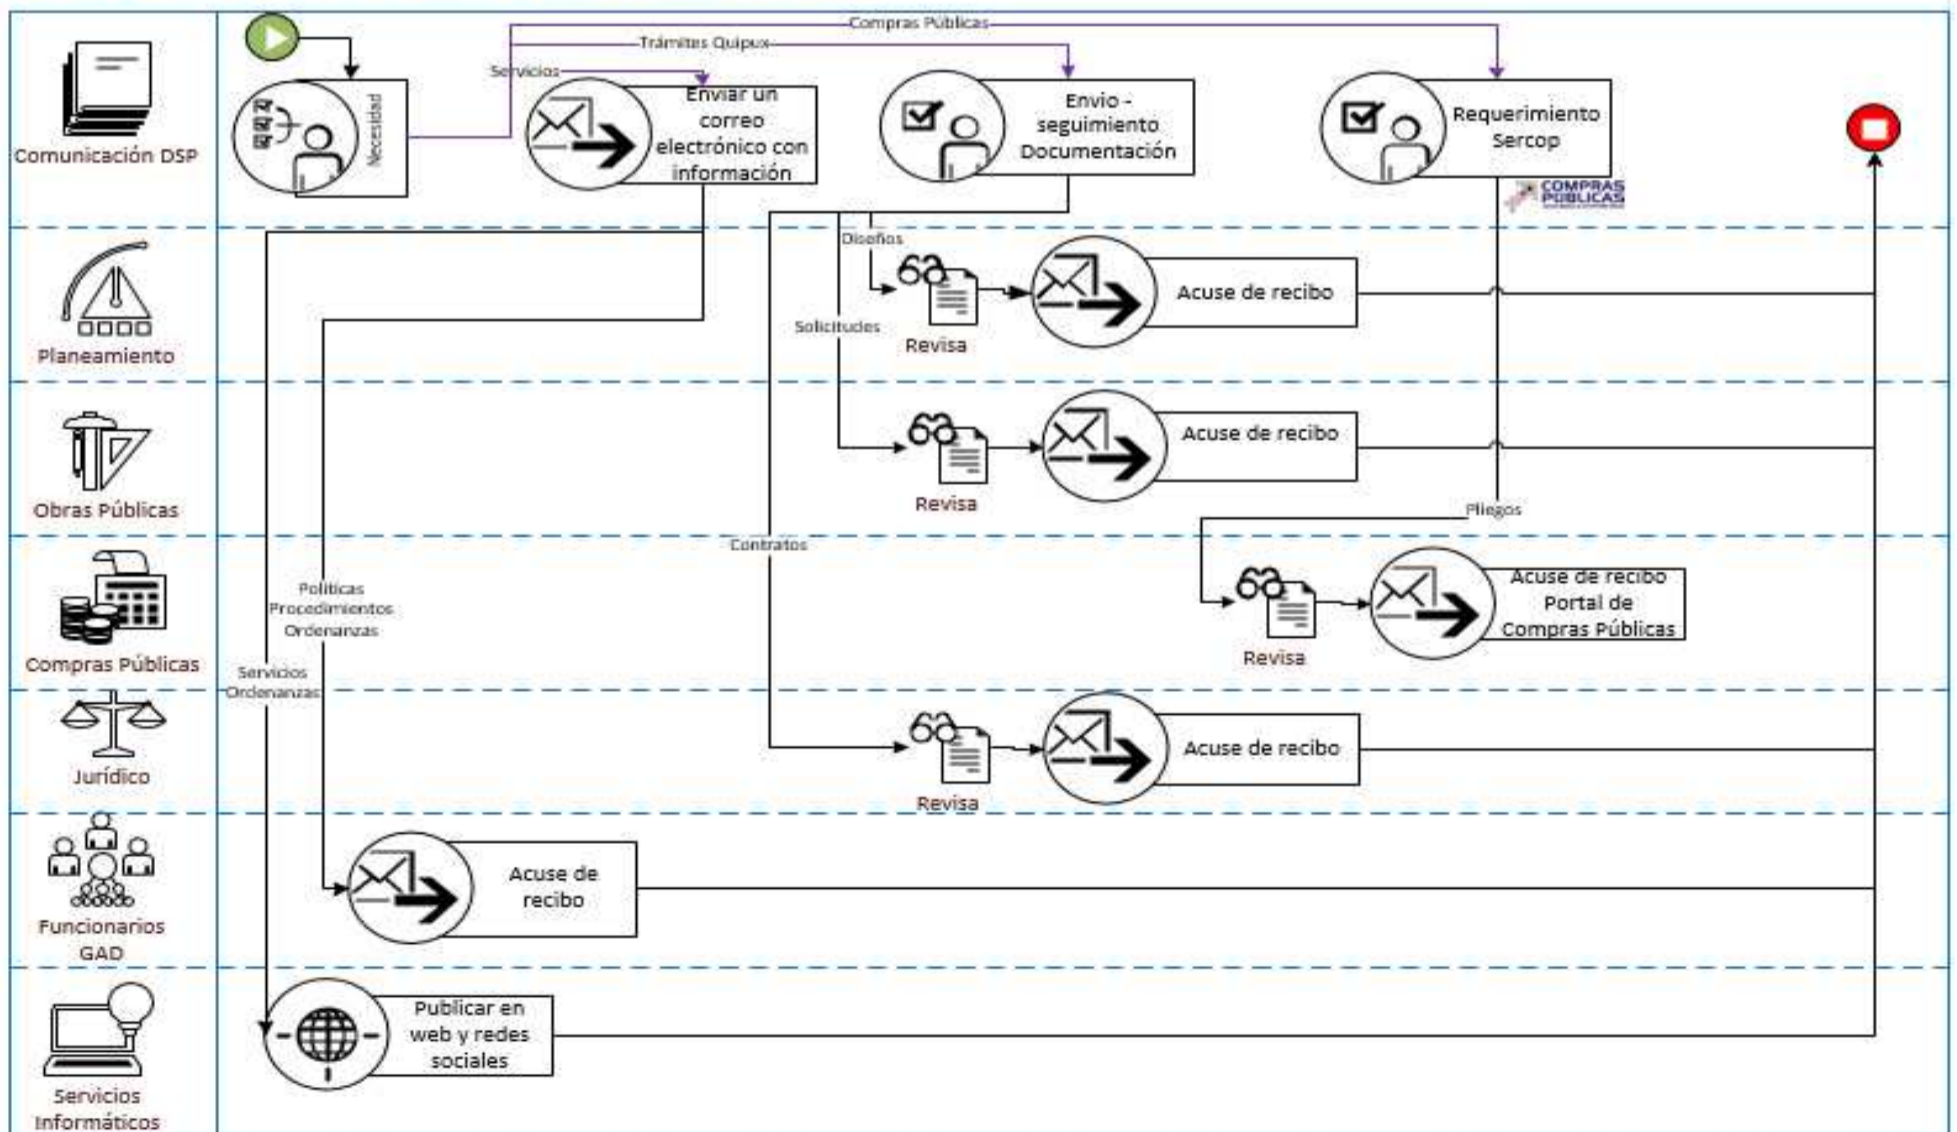 Compras Públicas
Trámites Quipux
Servicios
Comunicación DSP
Necesidad
Enviar un
correo
electrónico con
información
Envio -
seguimiento
Documentación
Requerimiento
Sercop
COMPRAS
PÚBLICAS
Planeamiento
Diseños
Solicitudes
Revisa
Acuse de recibo
Obras Públicas
Revisa
Acuse de recibo
Pliegos
Compras Públicas
Contratos
Políticas
Procedimientos
Ordenanzas
Revisa
Acuse de recibo
Portal de
Compras Públicas
Servicios
Ordenanzas
Jurídico
Revisa
Acuse de recibo
Funcionarios
GAD
Acuse de
recibo
Servicios
Informáticos
Publicar en
web y redes
sociales